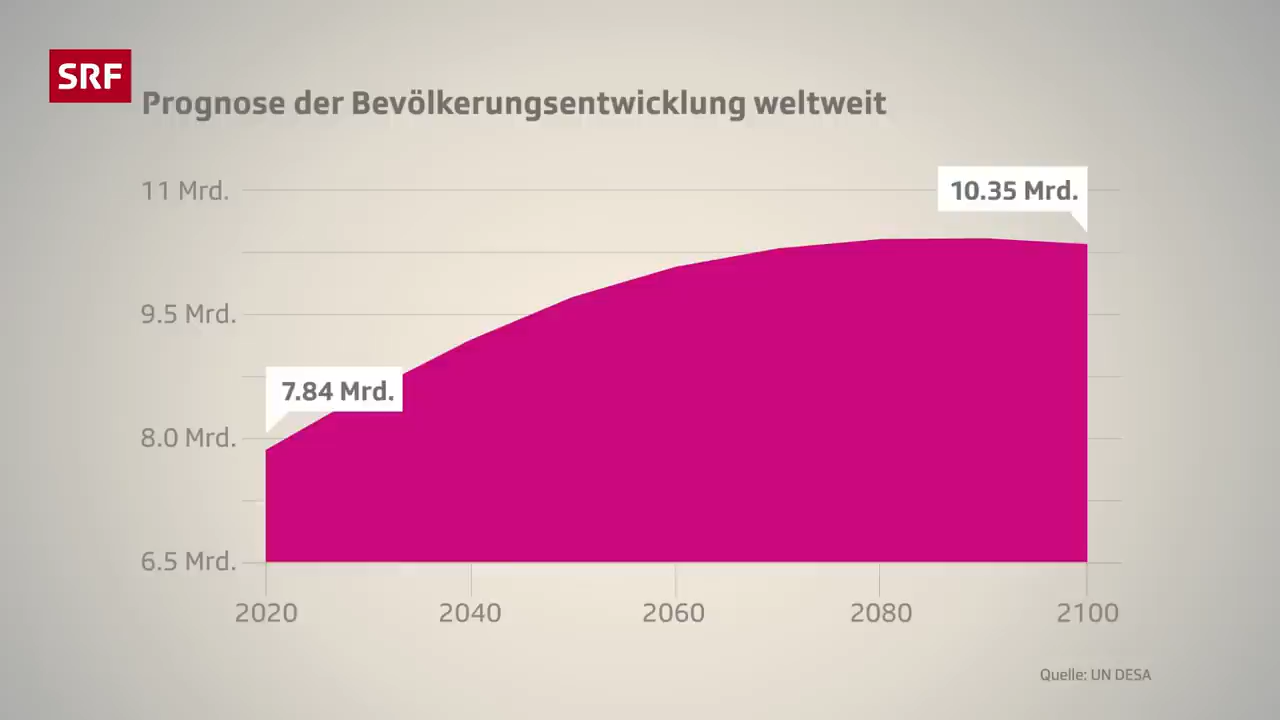 SRF
Prognose der Bevölkerungsentwicklung weltweit
11 Mrd.
10.35 Mrd.
9.5 Mrd.
7.84 Mrd.
8.0 Mrd.
6.5 Mrd.
2020 2040 2060 2080 2100
Quelle: UN DESA